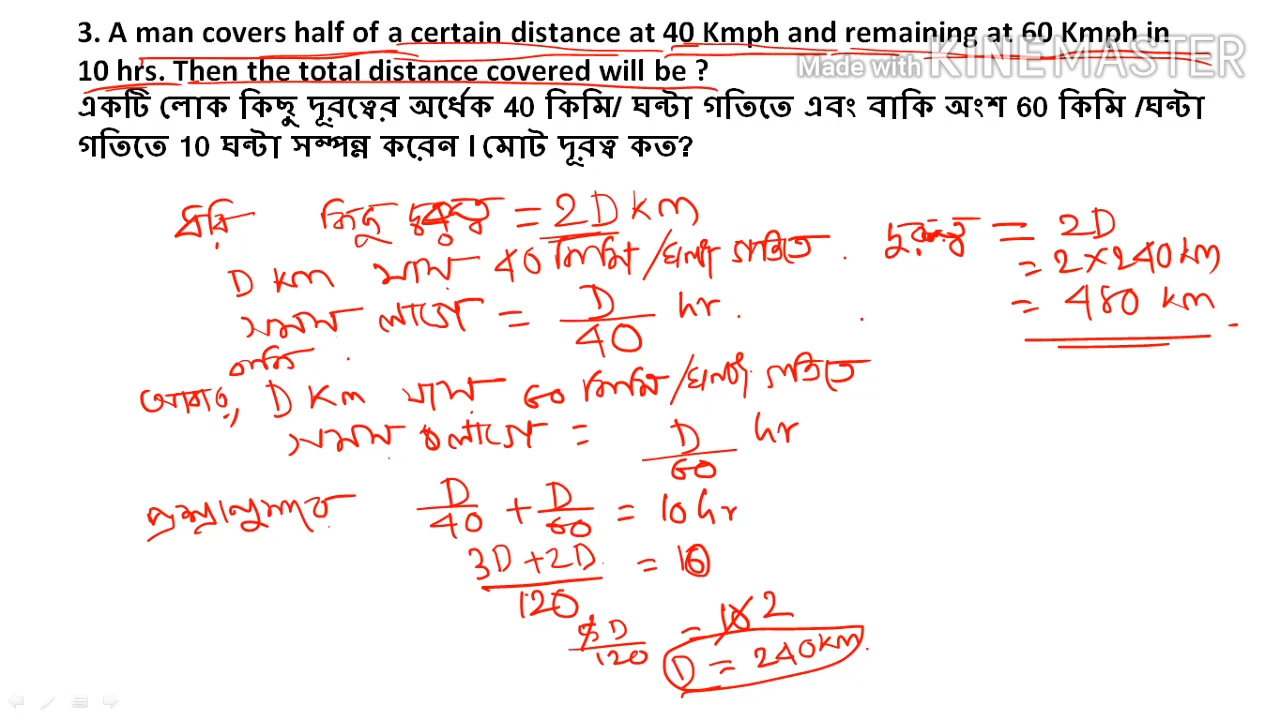 3. A man covers half of a certain distance at 40 Kmph and remaining at 60 Kmph in
10 hrs. Then the total distance covered will be ?
Made with KINEMASTER
একটি লোক কিছু দূরত্বের অর্ধেক 40 কিমি/ ঘন্টা গতিতে এবং বাকি অংশ 60 কিমি /ঘন্টা
গতিতে 10 ঘন্টা সম্পন্ন করেন। মোট দূরত্ব কত?
ধরি কিছু দূরত্ব = 2D km
D km যায় 40 কিমি/ঘন্টা গতিতে
সময় লাগে = D/40 hr
বাকি
আবার, D Km যায় 60 কিমি/ঘন্টা গতিতে
সময় লাগে = D/60 hr
প্রশ্নানুসারে D/40 + D/60 = 10 hr
3D + 2D/120 = 10
5D/120 = 10 2
D = 240 km
দূরত্ব = 2D
= 2 × 240 km
= 480 km